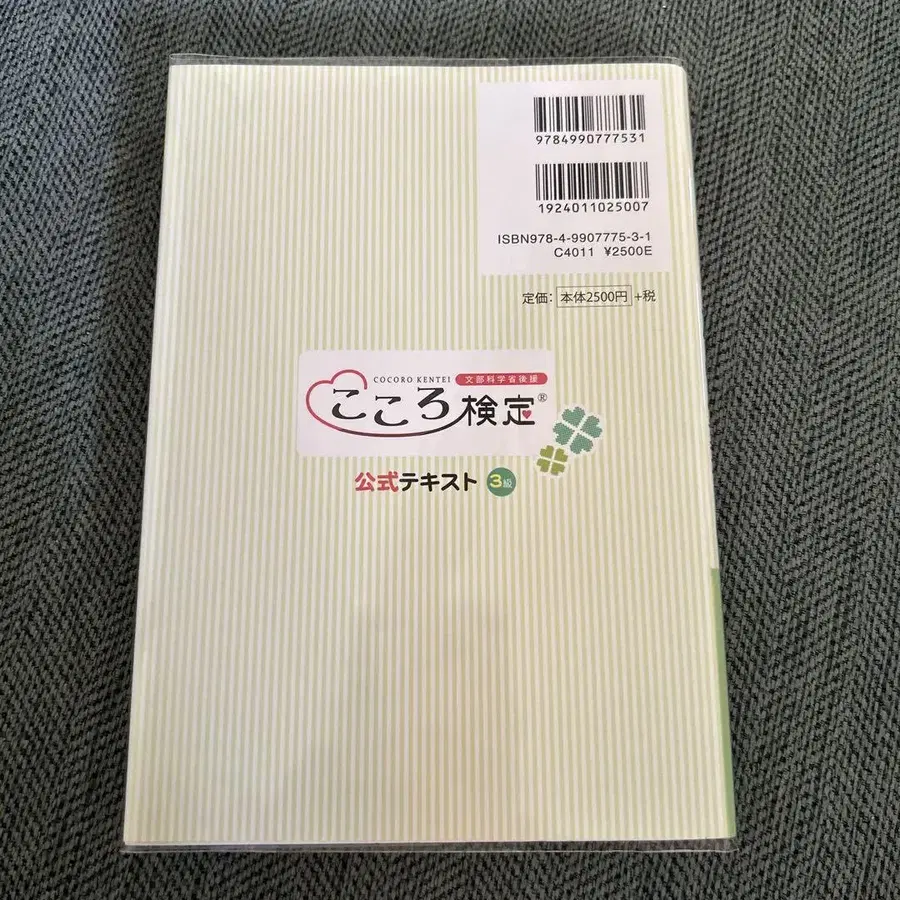 9784990777531
1924011025007
ISBN978-4-9907775-3-1
C4011 ¥2500E
定価： 本体2500円 +税
COCORO KENTEI 文部科学省後援
こころ検定®
公式テキスト 3級